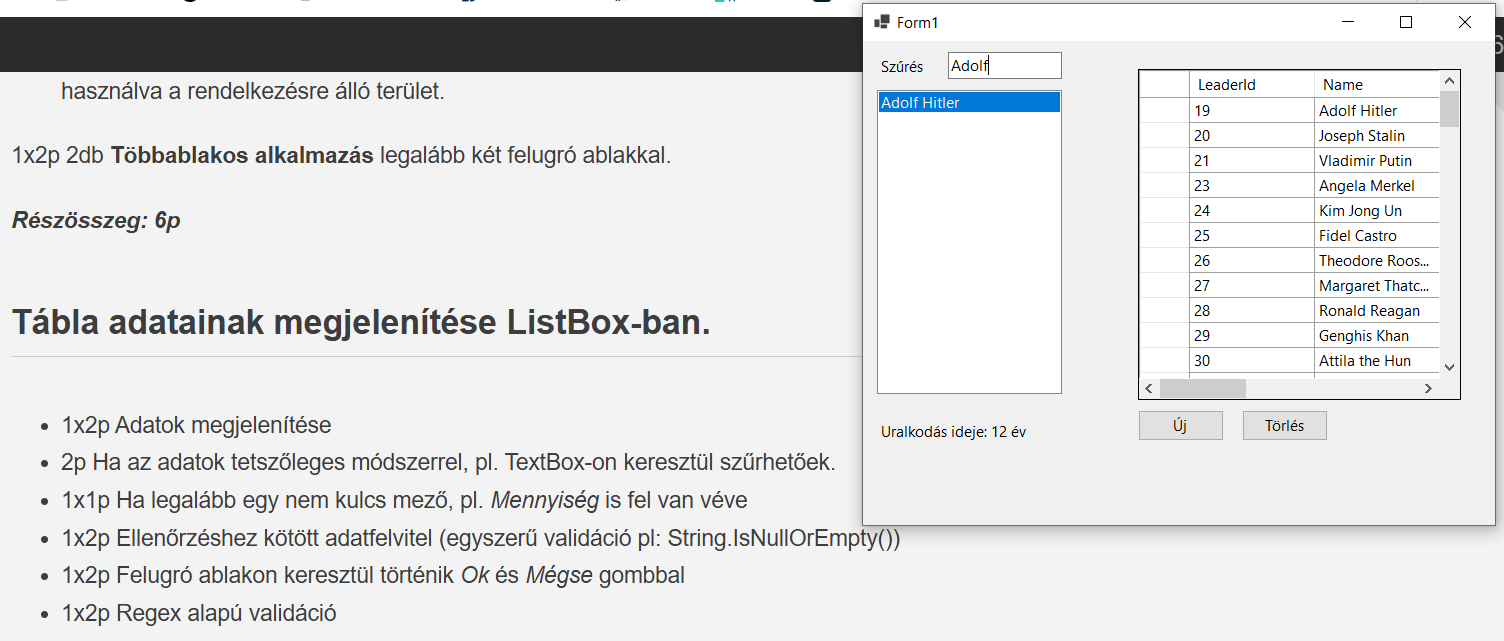 használva a rendelkezésre álló terület.
1x2p 2db Többablakos alkalmazás legalább két felugró ablakkal.
Részösszeg: 6p
Tábla adatainak megjelenítése ListBox-ban.
• 1x2p Adatok megjelenítése
• 2p Ha az adatok tetszőleges módszerrel, pl. TextBox-on keresztül szűrhetőek.
• 1x1p Ha legalább egy nem kulcs mező, pl. Mennyiség is fel van véve
• 1x2p Ellenőrzéshez kötött adatfelvitel (egyszerű validáció pl: String.IsNullOrEmpty())
• 1x2p Felugró ablakon keresztül történik Ok és Mégse gombbal
• 1x2p Regex alapú validáció
Form1
Szűrés Adolf
Adolf Hitler
Uralkodás ideje: 12 év
LeaderId Name
19 Adolf Hitler
20 Joseph Stalin
21 Vladimir Putin
23 Angela Merkel
24 Kim Jong Un
25 Fidel Castro
26 Theodore Roos...
27 Margaret Thatc...
28 Ronald Reagan
29 Genghis Khan
30 Attila the Hun
Új Törlés